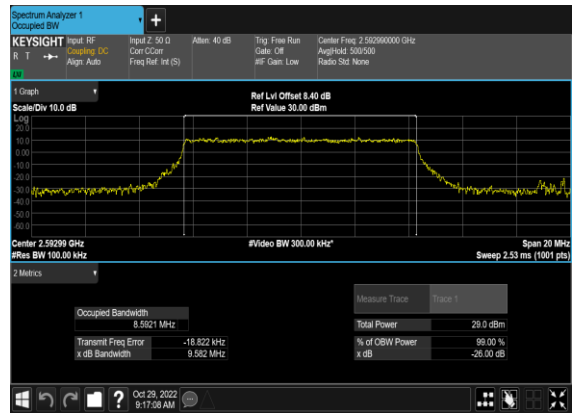 Spectrum Analyzer 1
Occupied BW
KEYSIGHT Input: RF Input Z: 50 Ω Atten: 40 dB Trig: Free Run Center Freq: 2.592990000 GHz
R T Coupling: DC Corr CCorr Gate: Off Avg|Hold: 500/500
Align: Auto Freq Ref: Int (S) #IF Gain: Low Radio Std: None
1 Graph
Ref Lvl Offset 8.40 dB
Scale/Div 10.0 dB Ref Value 30.00 dBm
Log
20.0
10.0
0.00
-10.0
-20.0
-30.0
-40.0
-50.0
-60.0
Center 2.59299 GHz #Video BW 300.00 kHz* Span 20 MHz
#Res BW 100.00 kHz Sweep 2.53 ms (1001 pts)
2 Metrics
Measure Trace Trace 1
Occupied Bandwidth
8.5921 MHz Total Power 29.0 dBm
Transmit Freq Error -18.822 kHz % of OBW Power 99.00 %
x dB Bandwidth 9.582 MHz x dB -26.00 dB
? Oct 29, 2022
9:17:08 AM